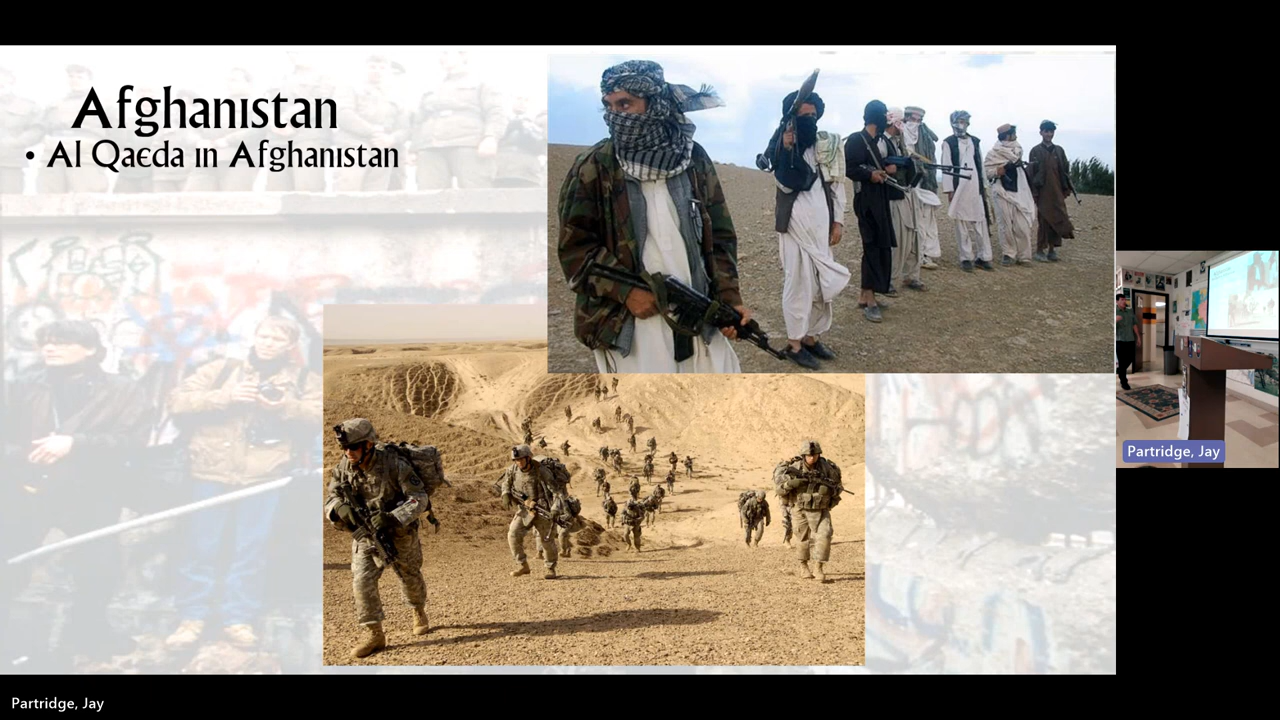 Afghanistan
• Al Qaeda in Afghanistan
Partridge, Jay
Partridge, Jay